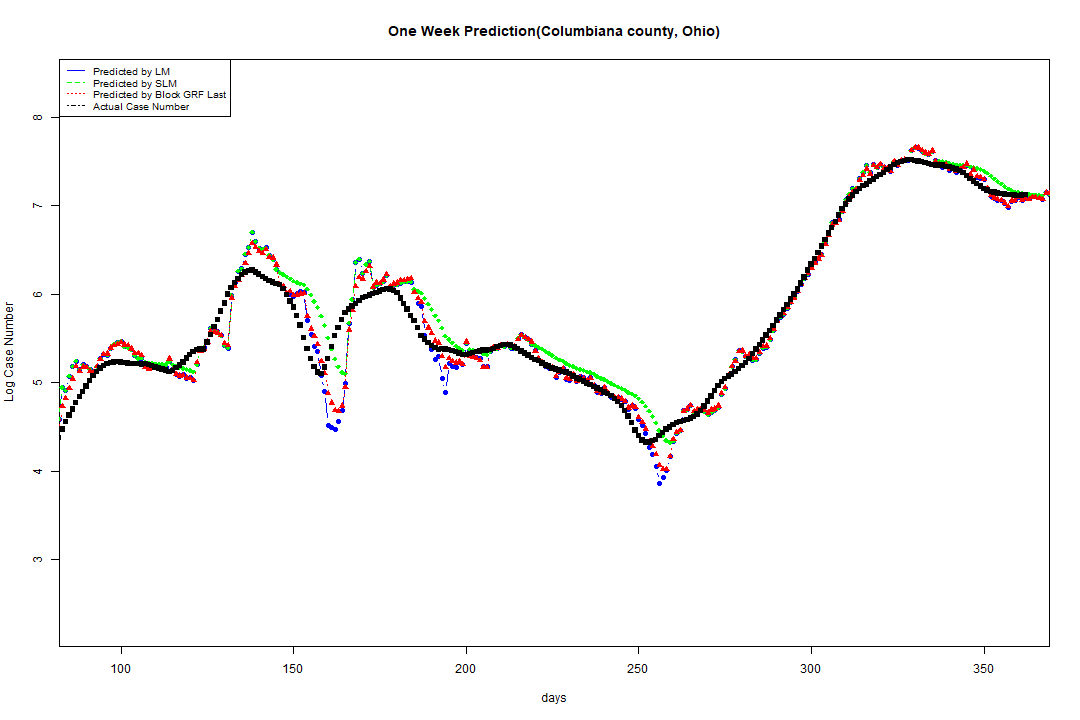 One Week Prediction(Columbiana county, Ohio)
Predicted by LM
Predicted by SLM
Predicted by Block GRF Last
Actual Case Number
8
7
6
5
4
3
Log Case Number
100 150 200 250 300 350
days